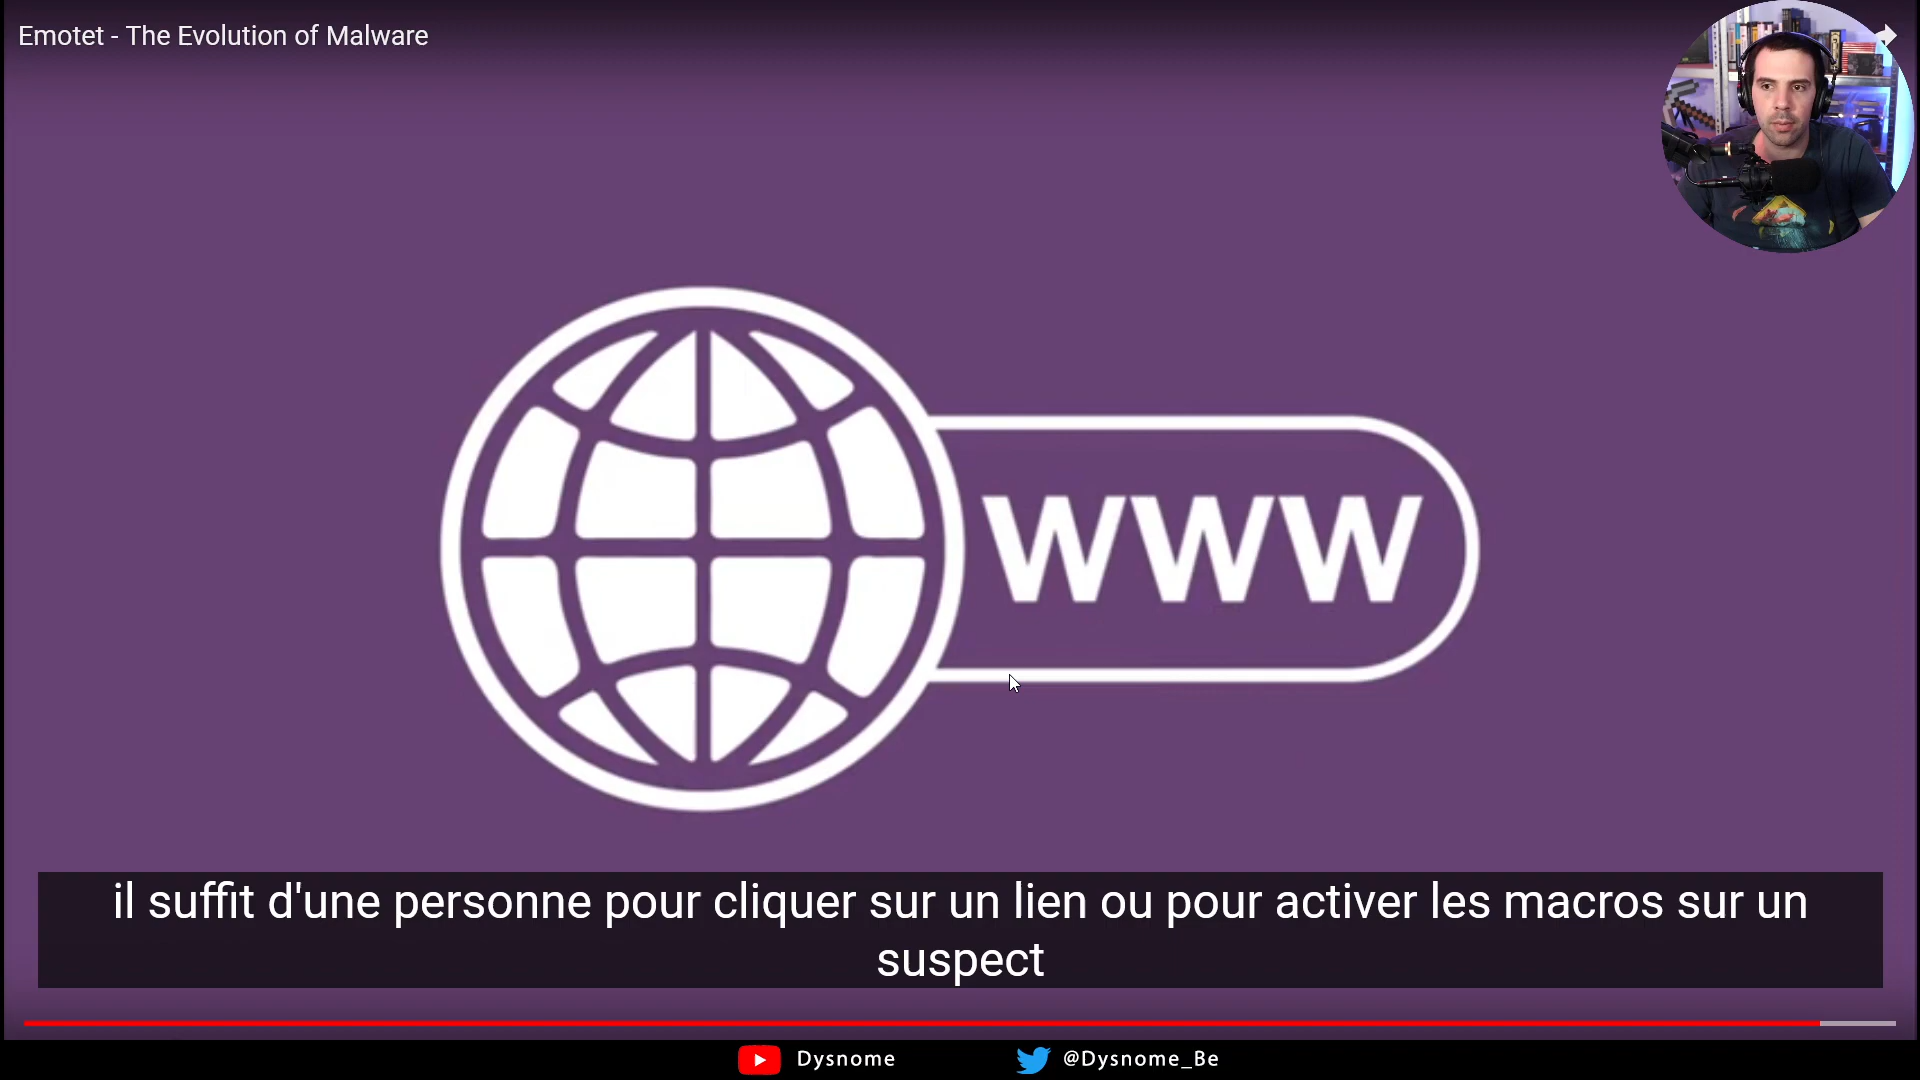 Emotet - The Evolution of Malware
www
il suffit d'une personne pour cliquer sur un lien ou pour activer les macros sur un
suspect
Dysnome
@Dysnome_Be